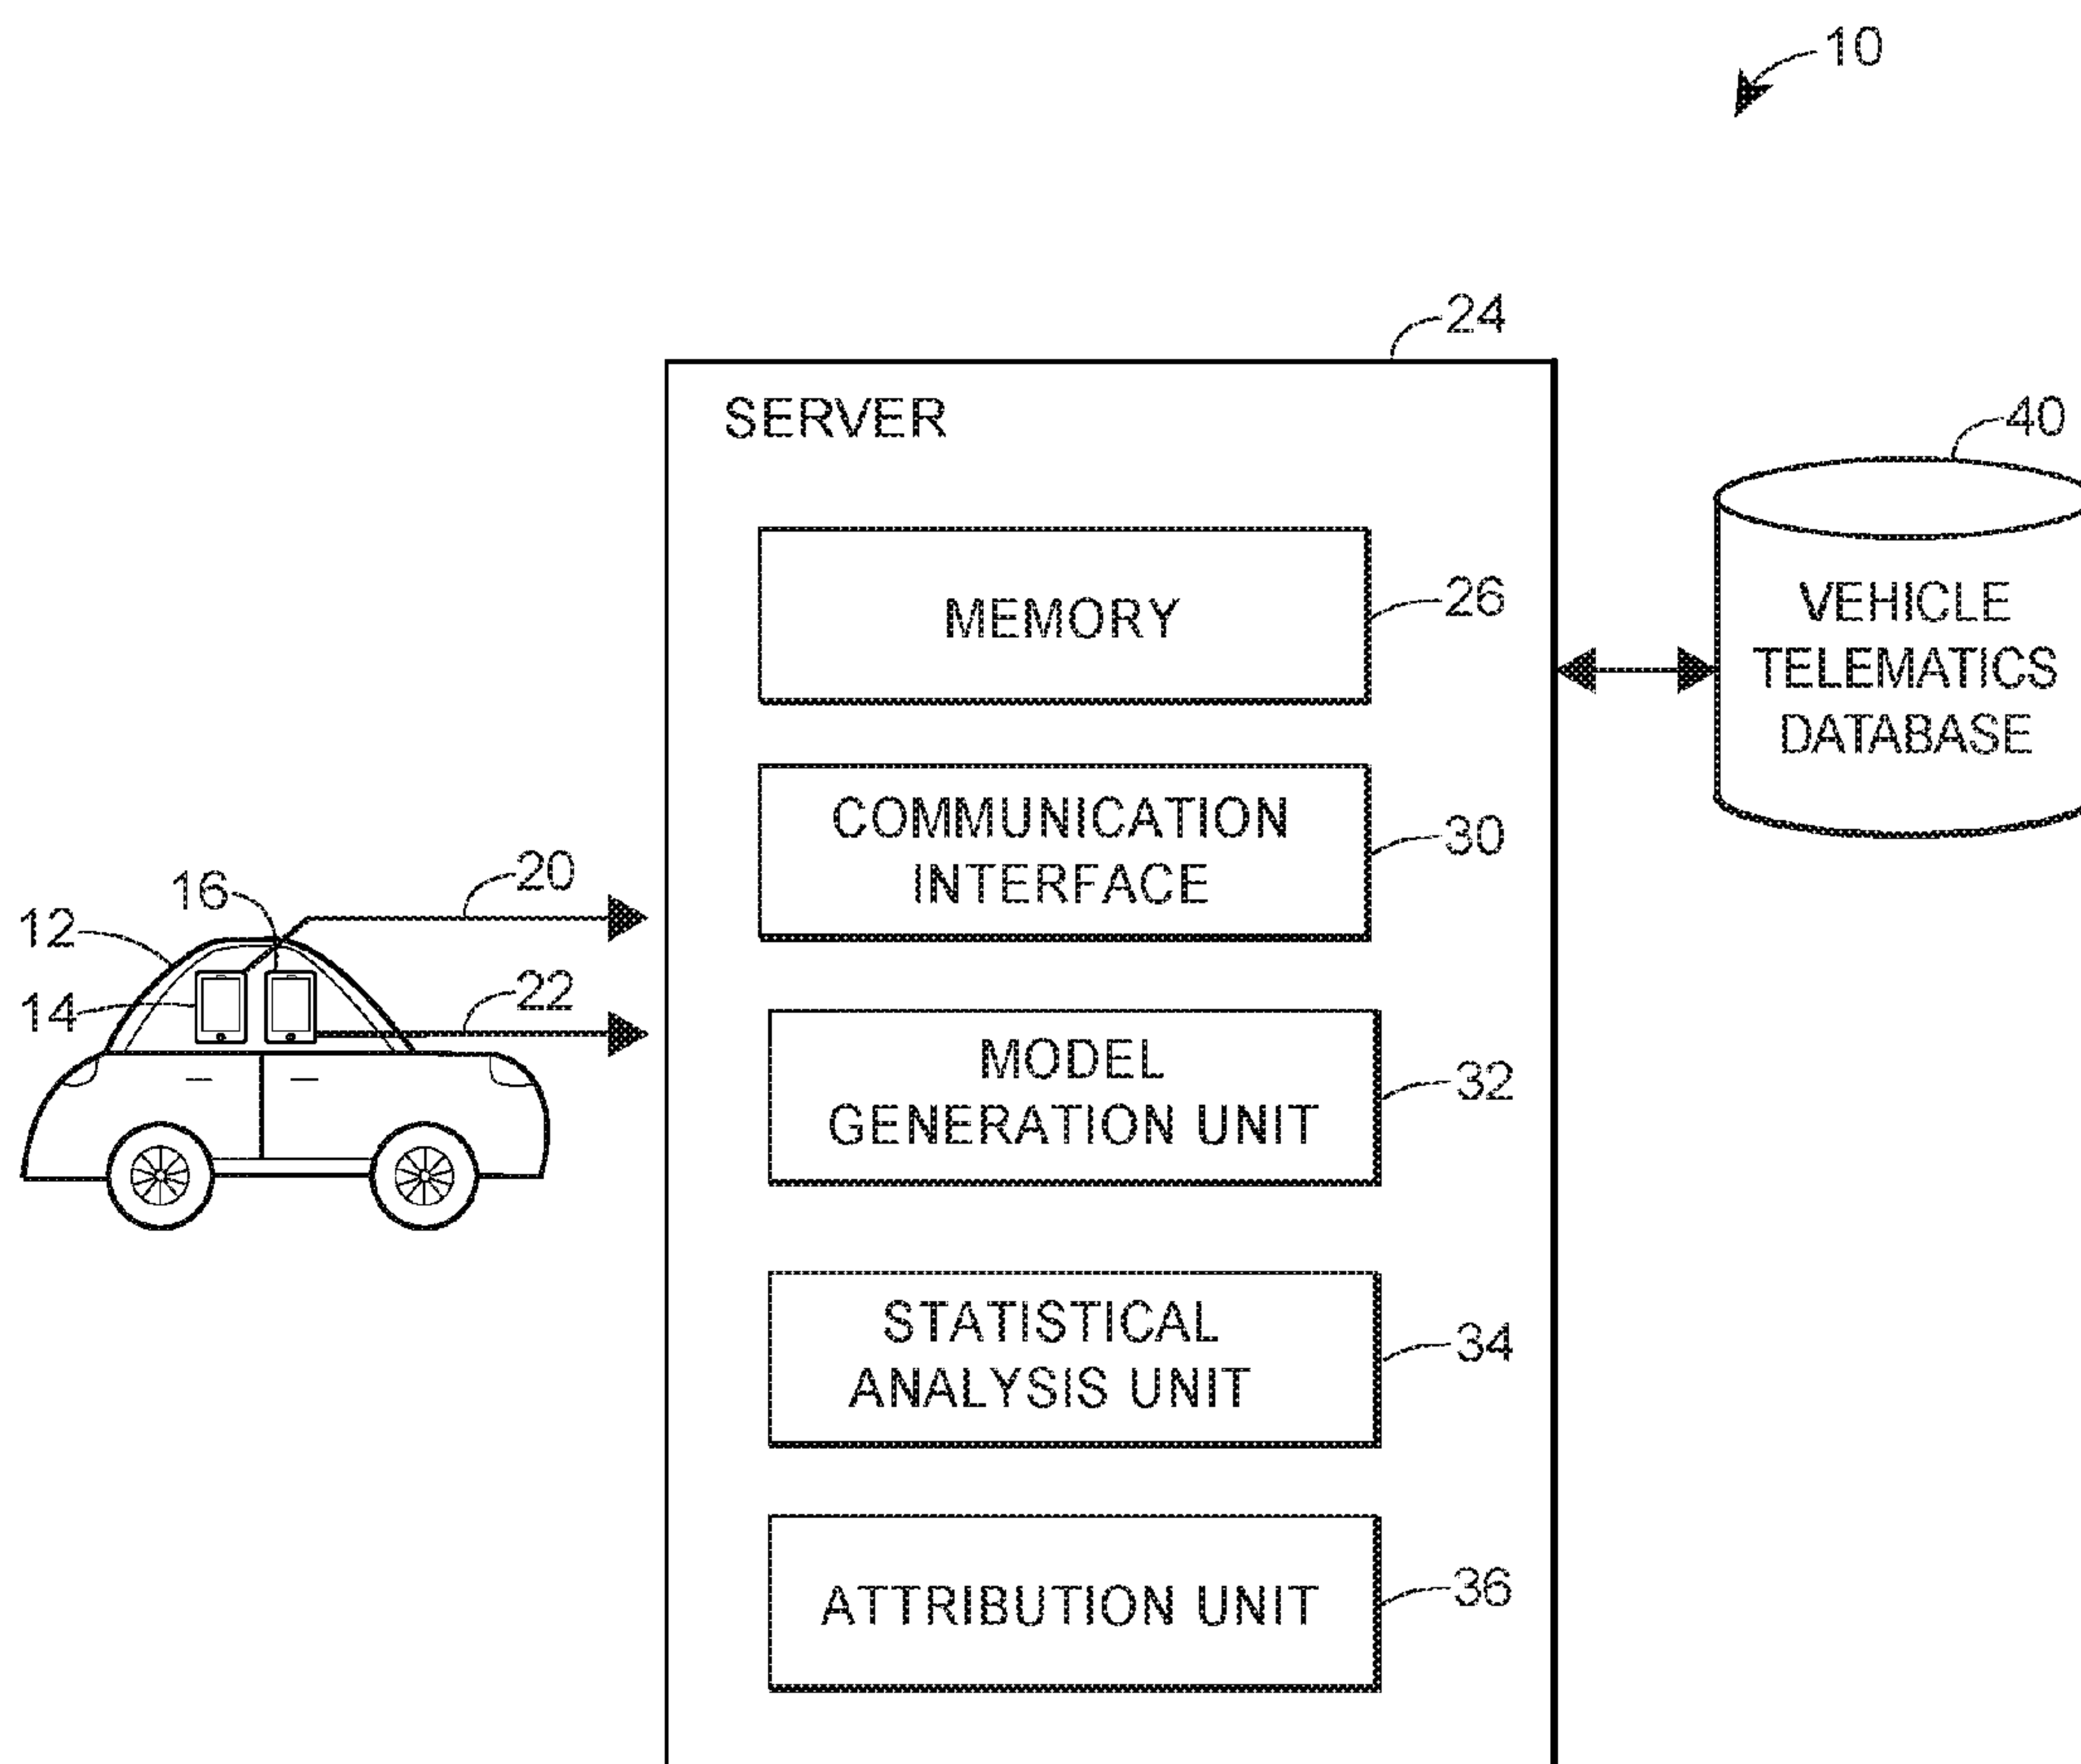 10
24
SERVER
40
MEMORY
26
VEHICLE
TELEMATICS
DATABASE
COMMUNICATION
INTERFACE
30
20
16
12
14
22
MODEL
GENERATION UNIT
32
STATISTICAL
ANALYSIS UNIT
34
ATTRIBUTION UNIT
36